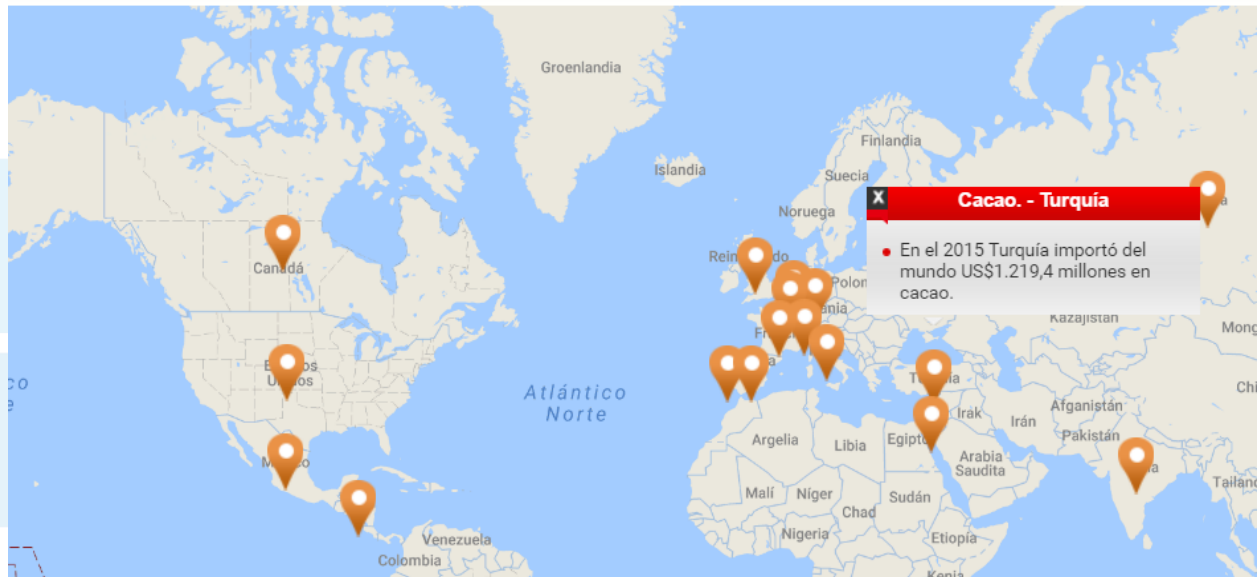 Groenlandia
Finlandia
Islandia
Suecia
Noruega
X
Cacao. - Turquía
En el 2015 Turquía importó del
mundo US$1.219,4 millones en
cacao.
Canadá
Kazajistán
Atlántico
Norte
Irak
Irán
Afganistán
Pakistán
Argelia
Libia
Egipto
Arabia
Saudita
Malí
Níger
Chad
Sudán
Nigeria
Etiopía
Venezuela
Colombia